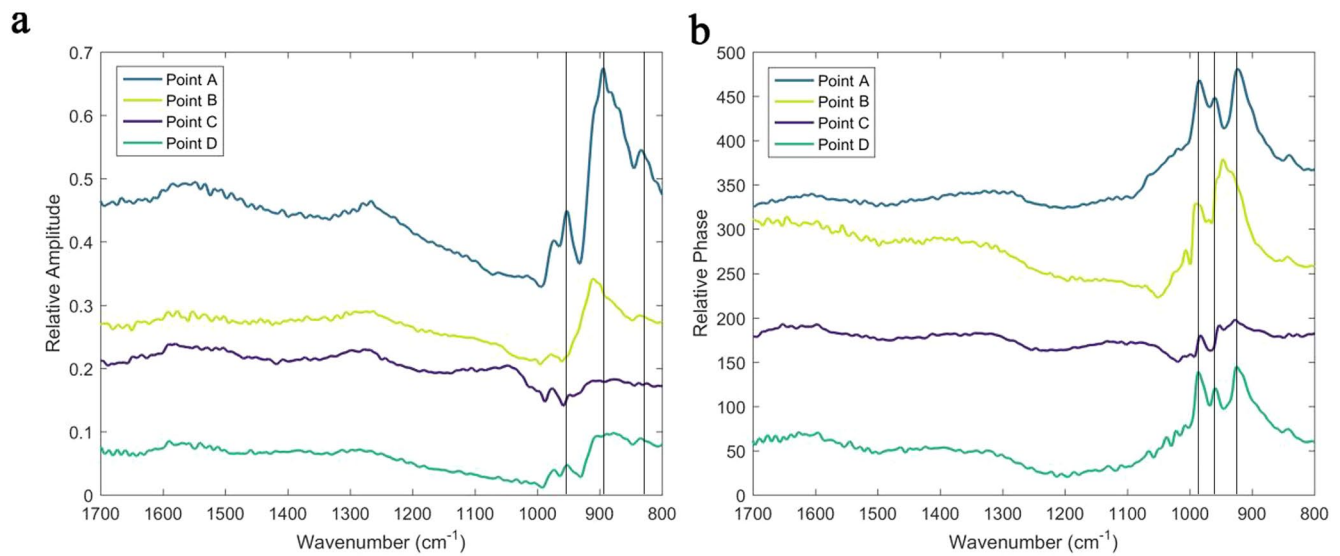 a
0.7
0.6
0.5
0.4
0.3
0.2
0.1
0
Relative Amplitude
Point A
Point B
Point C
Point D
1700 1600 1500 1400 1300 1200 1100 1000 900 800
Wavenumber (cm-1)
b
500
450
400
350
300
250
200
150
100
50
0
Relative Phase
Point A
Point B
Point C
Point D
1700 1600 1500 1400 1300 1200 1100 1000 900 800
Wavenumber (cm-1)